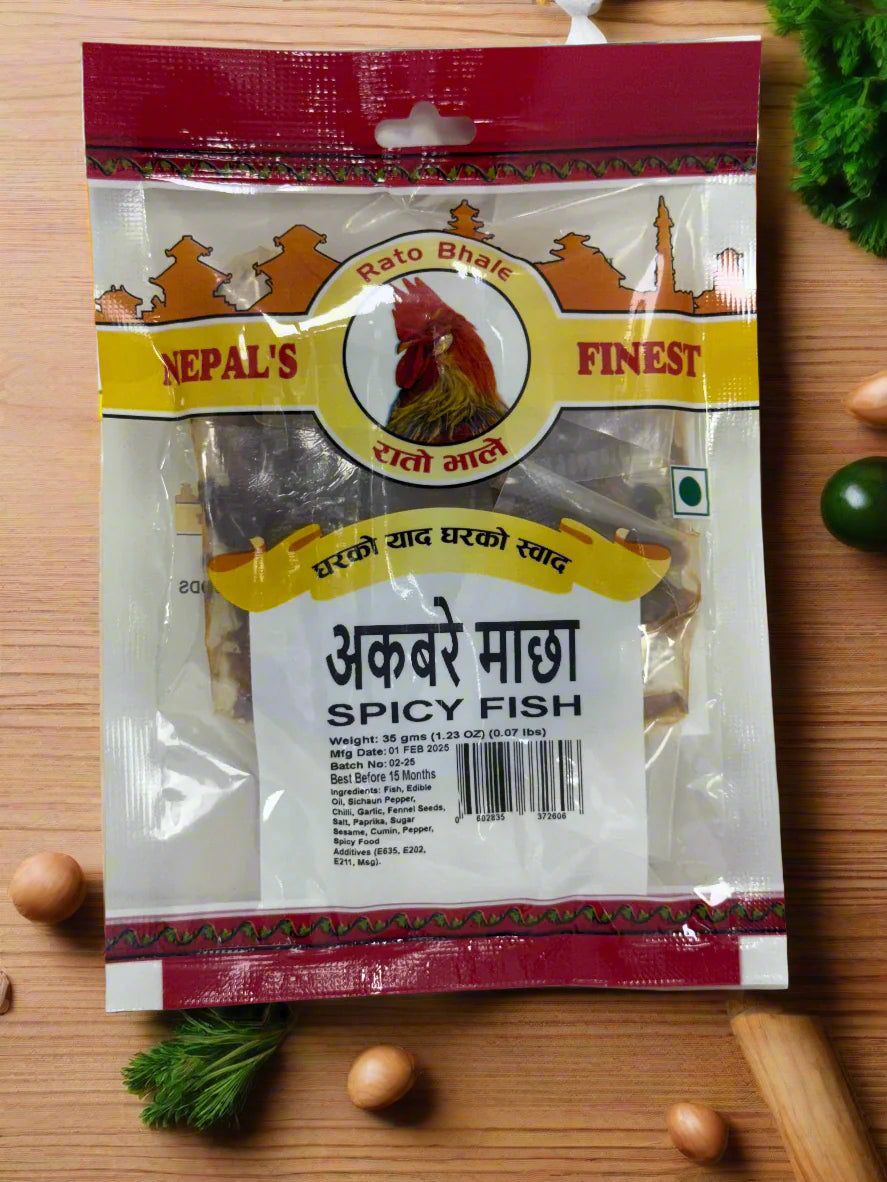 Rato Bhale
NEPAL'S FINEST
रातो भाले
घरको याद घरको स्वाद
अकबरे माछा
SPICY FISH
Weight: 35 gms (1.23 OZ) (0.07 lbs)
Mfg Date: 01 FEB 2025
Batch No: 02-25
Best Before 15 Months
Ingredients: Fish, Edible
Oil, Sichaun Pepper,
Chilli, Garlic, Fennel Seeds,
Salt, Paprika, Sugar
Sesame, Cumin, Pepper,
Spicy Food
Additives (E635, E202,
E211, Msg).
0 602835 372606